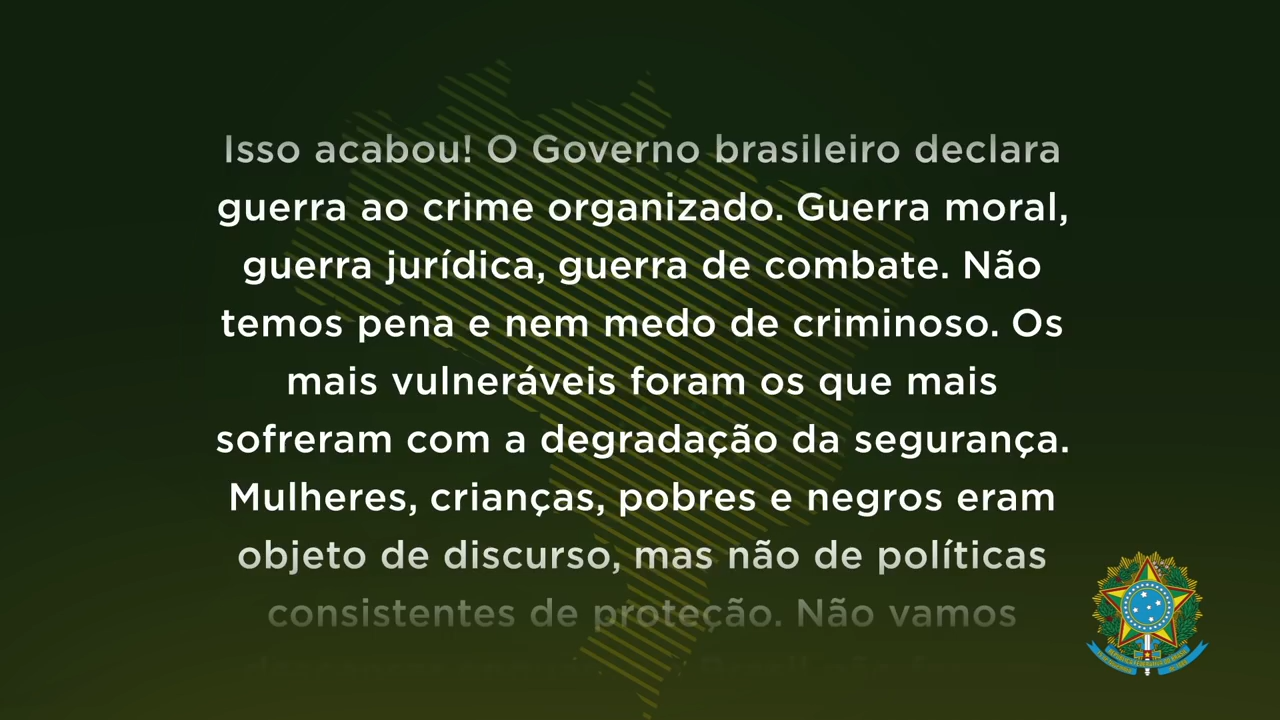 Isso acabou! O Governo brasileiro declara
guerra ao crime organizado. Guerra moral,
guerra jurídica, guerra de combate. Não
temos pena e nem medo de criminoso. Os
mais vulneráveis foram os que mais
sofreram com a degradação da segurança.
Mulheres, crianças, pobres e negros eram
objeto de discurso, mas não de políticas
consistentes de proteção. Não vamos